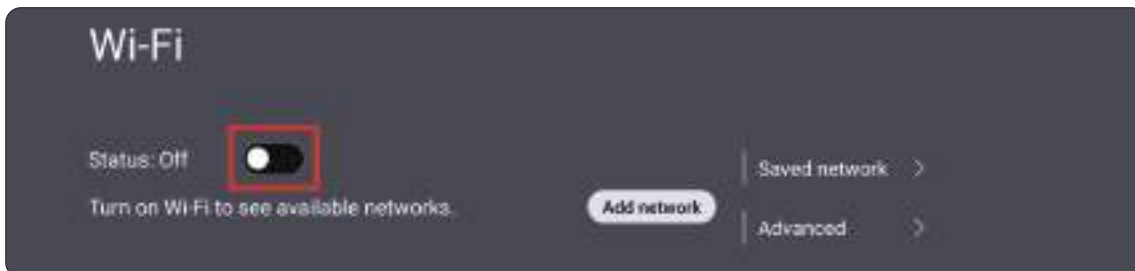 Wi-Fi
Status: Off
Turn on Wi-Fi to see available networks.
Add network
Saved network
Advanced